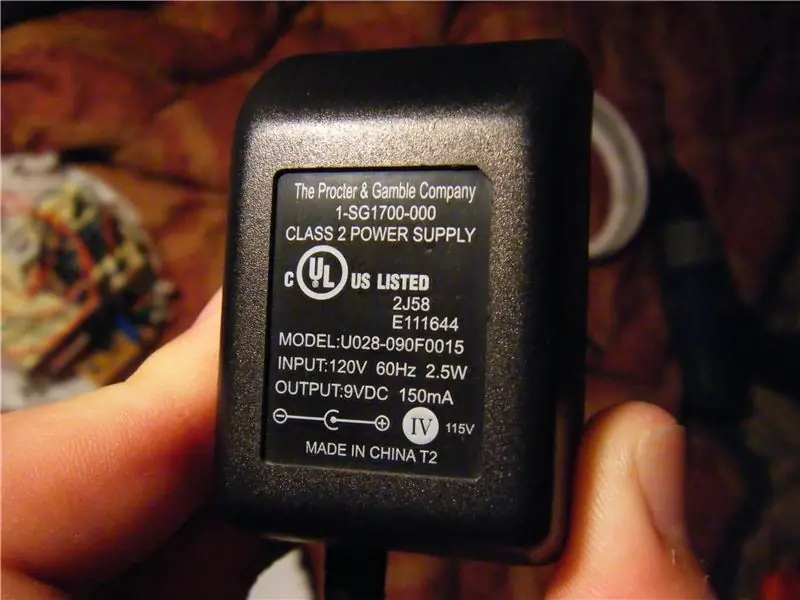 The Procter & Gamble Company
1-SG1700-000
CLASS 2 POWER SUPPLY
C UL US LISTED
2J58
E111644
MODEL:U028-090F0015
INPUT:120V 60Hz 2.5W
OUTPUT:9VDC 150mA
IV 115V
MADE IN CHINA T2